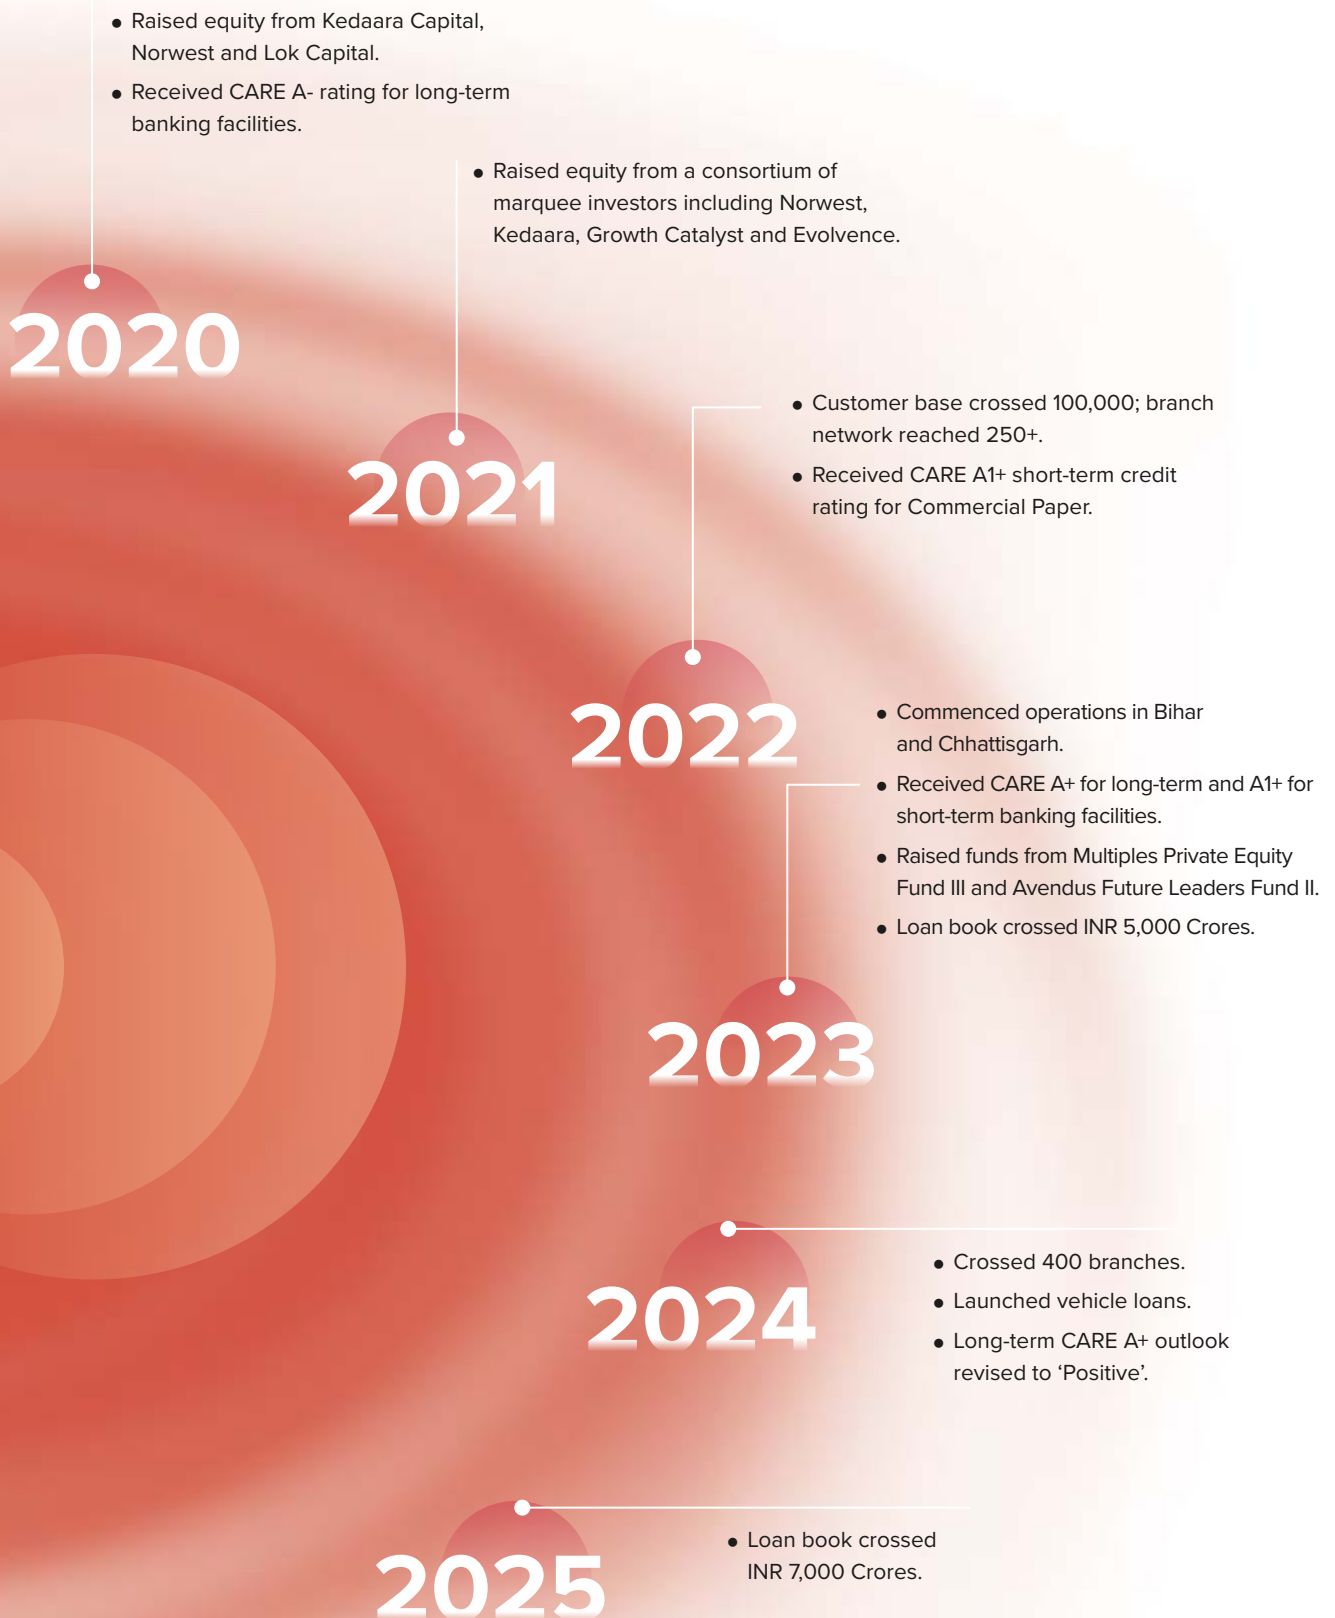 ● Raised equity from Kedaara Capital,
Norwest and Lok Capital.
● Received CARE A- rating for long-term
banking facilities.
2020
● Raised equity from a consortium of
marquee investors including Norwest,
Kedaara, Growth Catalyst and Evolvence.
2021
● Customer base crossed 100,000; branch
network reached 250+.
● Received CARE A1+ short-term credit
rating for Commercial Paper.
2022
● Commenced operations in Bihar
and Chhattisgarh.
● Received CARE A+ for long-term and A1+ for
short-term banking facilities.
● Raised funds from Multiples Private Equity
Fund III and Avendus Future Leaders Fund II.
● Loan book crossed INR 5,000 Crores.
2023
● Crossed 400 branches.
● Launched vehicle loans.
● Long-term CARE A+ outlook
revised to ‘Positive’.
2024
● Loan book crossed
INR 7,000 Crores.
2025